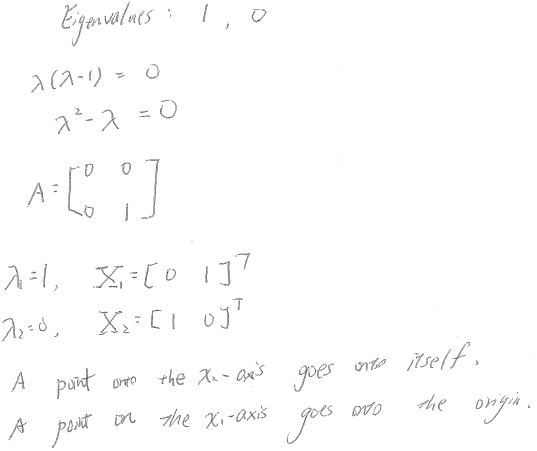 Eigenvalues : 1 , 0
λ(λ-1) = 0
λ² - λ = 0
A = [0 0
0 1]
λ₁=1, X₁=[0 1]ᵀ
λ₂=0, X₂=[1 0]ᵀ
A point onto the x₂-axis goes onto itself.
A point on the x₁-axis goes onto the origin.